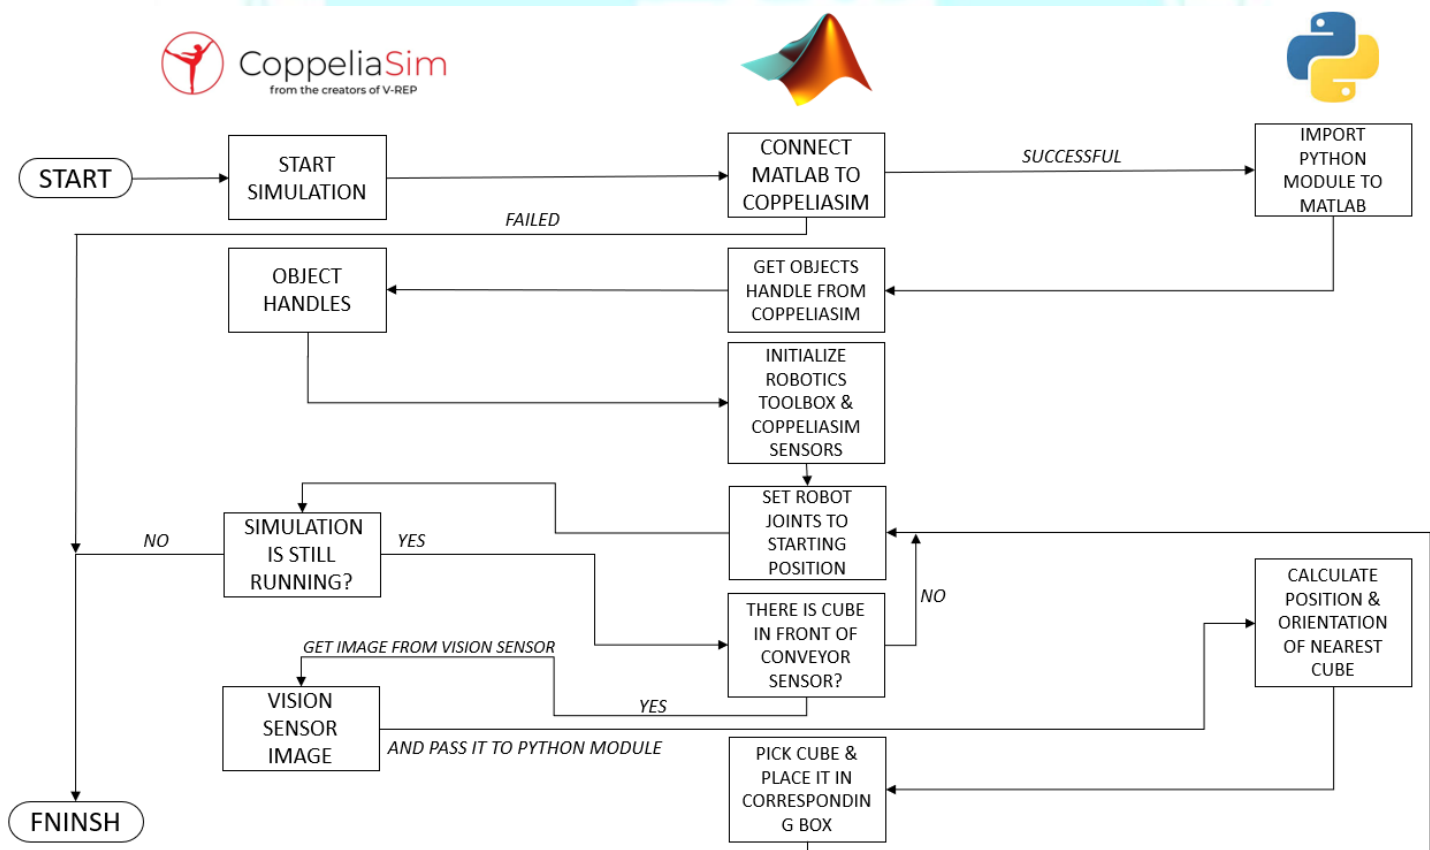 CoppeliaSim
from the creators of V-REP
START
START
SIMULATION
CONNECT
MATLAB TO
COPPELIASIM
SUCCESSFUL
IMPORT
PYTHON
MODULE TO
MATLAB
FAILED
OBJECT
HANDLES
GET OBJECTS
HANDLE FROM
COPPELIASIM
INITIALIZE
ROBOTICS
TOOLBOX &
COPPELIASIM
SENSORS
SET ROBOT
JOINTS TO
STARTING
POSITION
NO
SIMULATION
IS STILL
RUNNING?
YES
THERE IS CUBE
IN FRONT OF
CONVEYOR
SENSOR?
NO
CALCULATE
POSITION &
ORIENTATION
OF NEAREST
CUBE
GET IMAGE FROM VISION SENSOR
YES
VISION
SENSOR
IMAGE
AND PASS IT TO PYTHON MODULE
PICK CUBE &
PLACE IT IN
CORRESPONDIN
G BOX
FNINSH